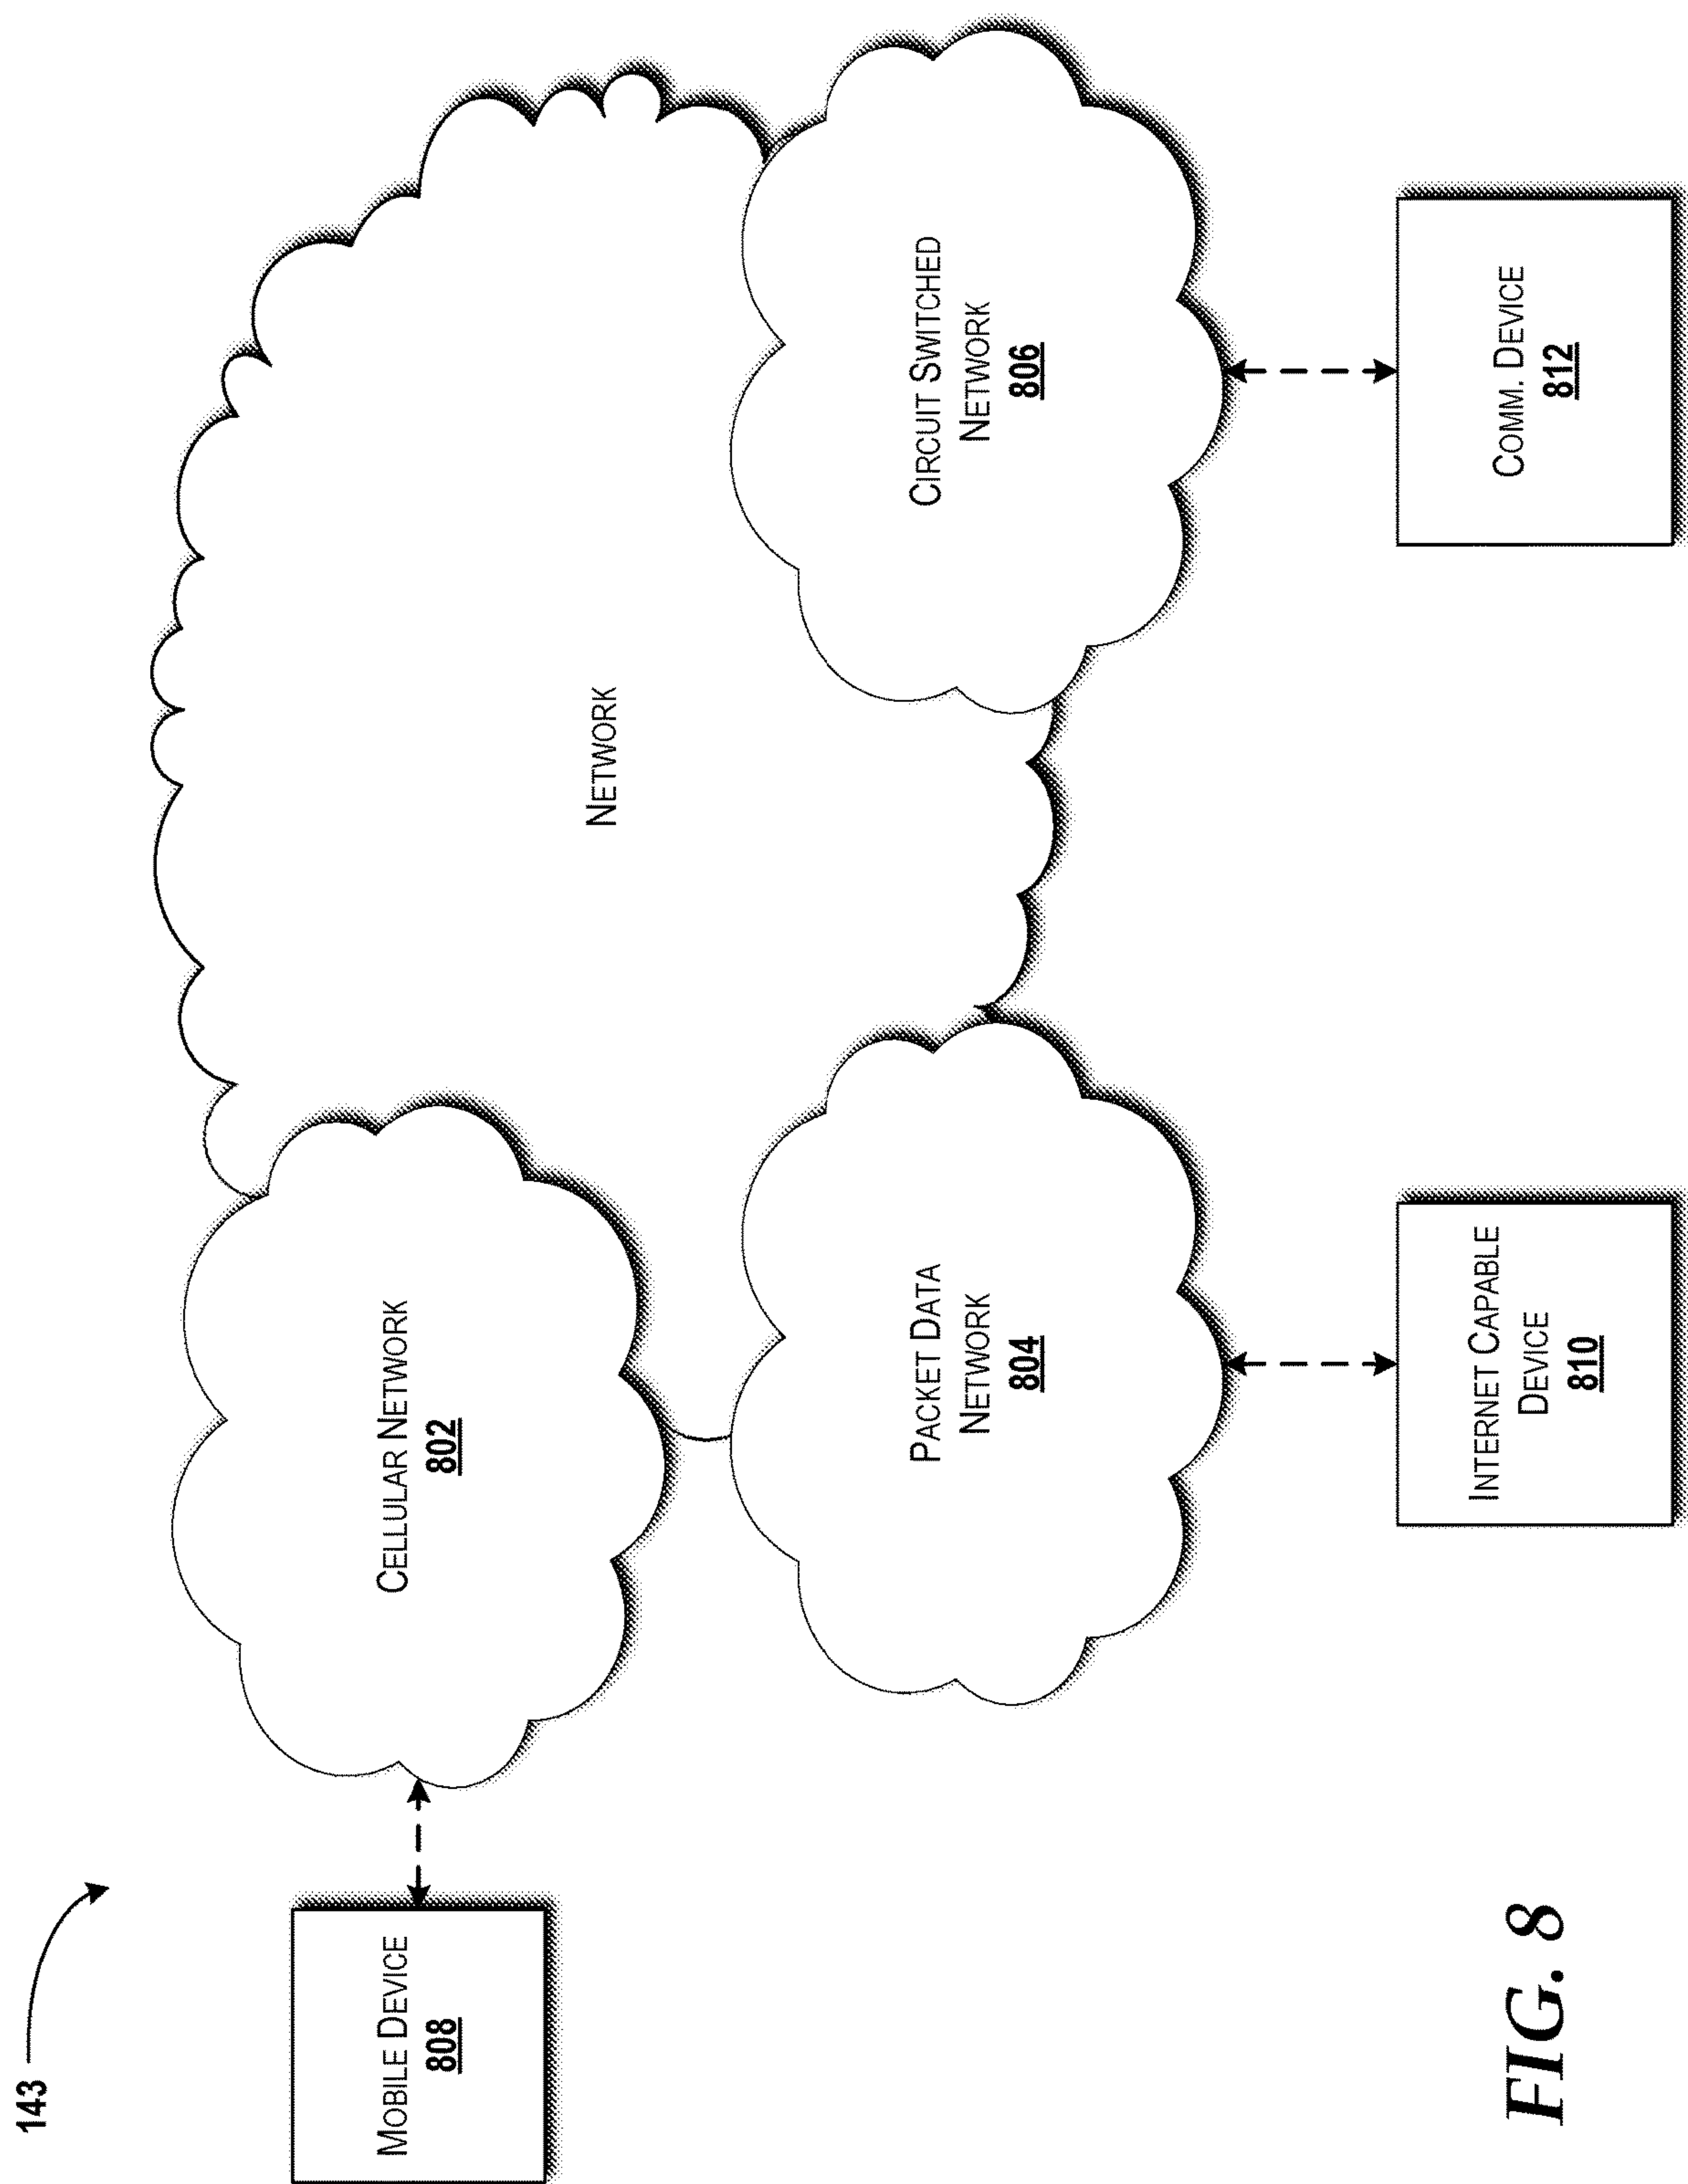 143
MOBILE DEVICE
808
CELLULAR NETWORK
802
NETWORK
PACKET DATA
NETWORK
804
CIRCUIT SWITCHED
NETWORK
806
INTERNET CAPABLE
DEVICE
810
COMM. DEVICE
812
FIG. 8